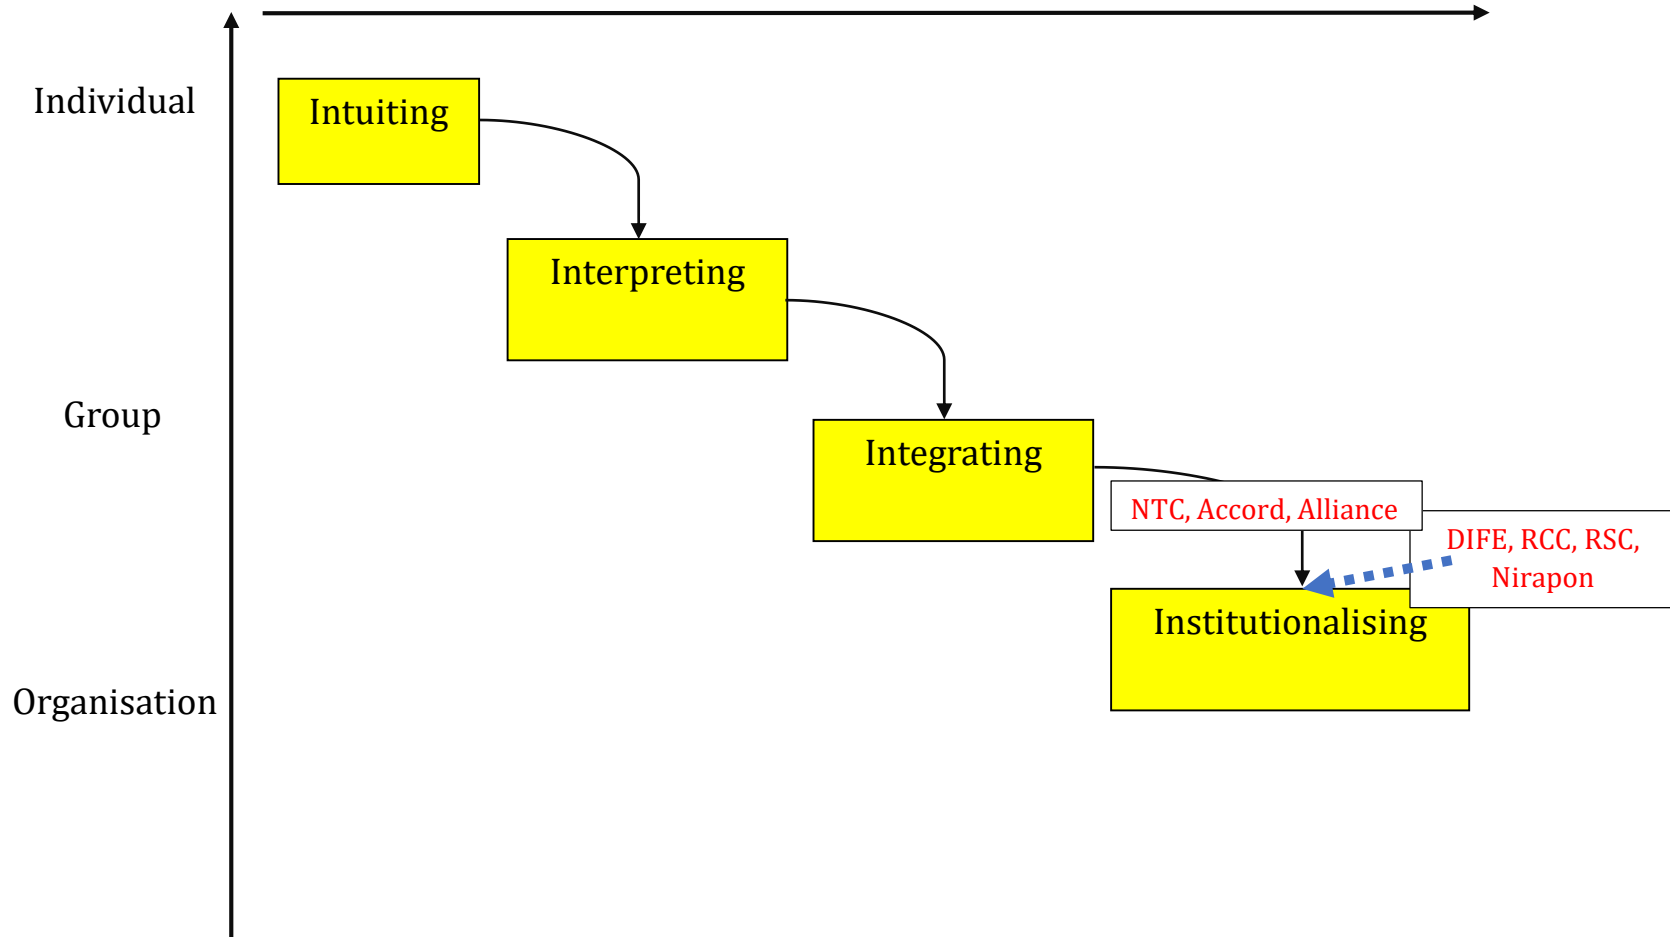 Individual
Intuiting
Interpreting
Group
Integrating
NTC, Accord, Alliance
DIFE, RCC, RSC,
Nirapon
Institutionalising
Organisation